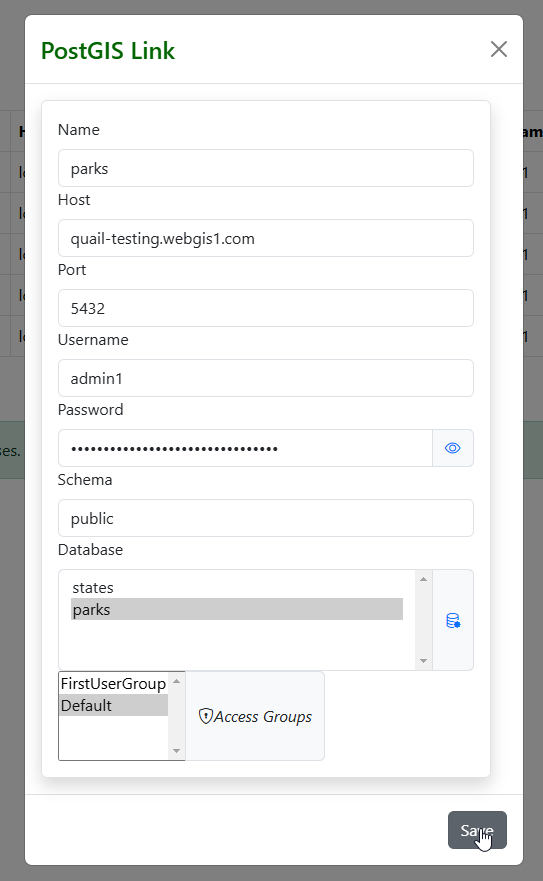 PostGIS Link
Name
parks
Host
quail-testing.webgis1.com
Port
5432
Username
admin1
Password
••••••••••••••••••••••••••••••••
Schema
public
Database
states
parks
FirstUserGroup
Default
Access Groups
Save